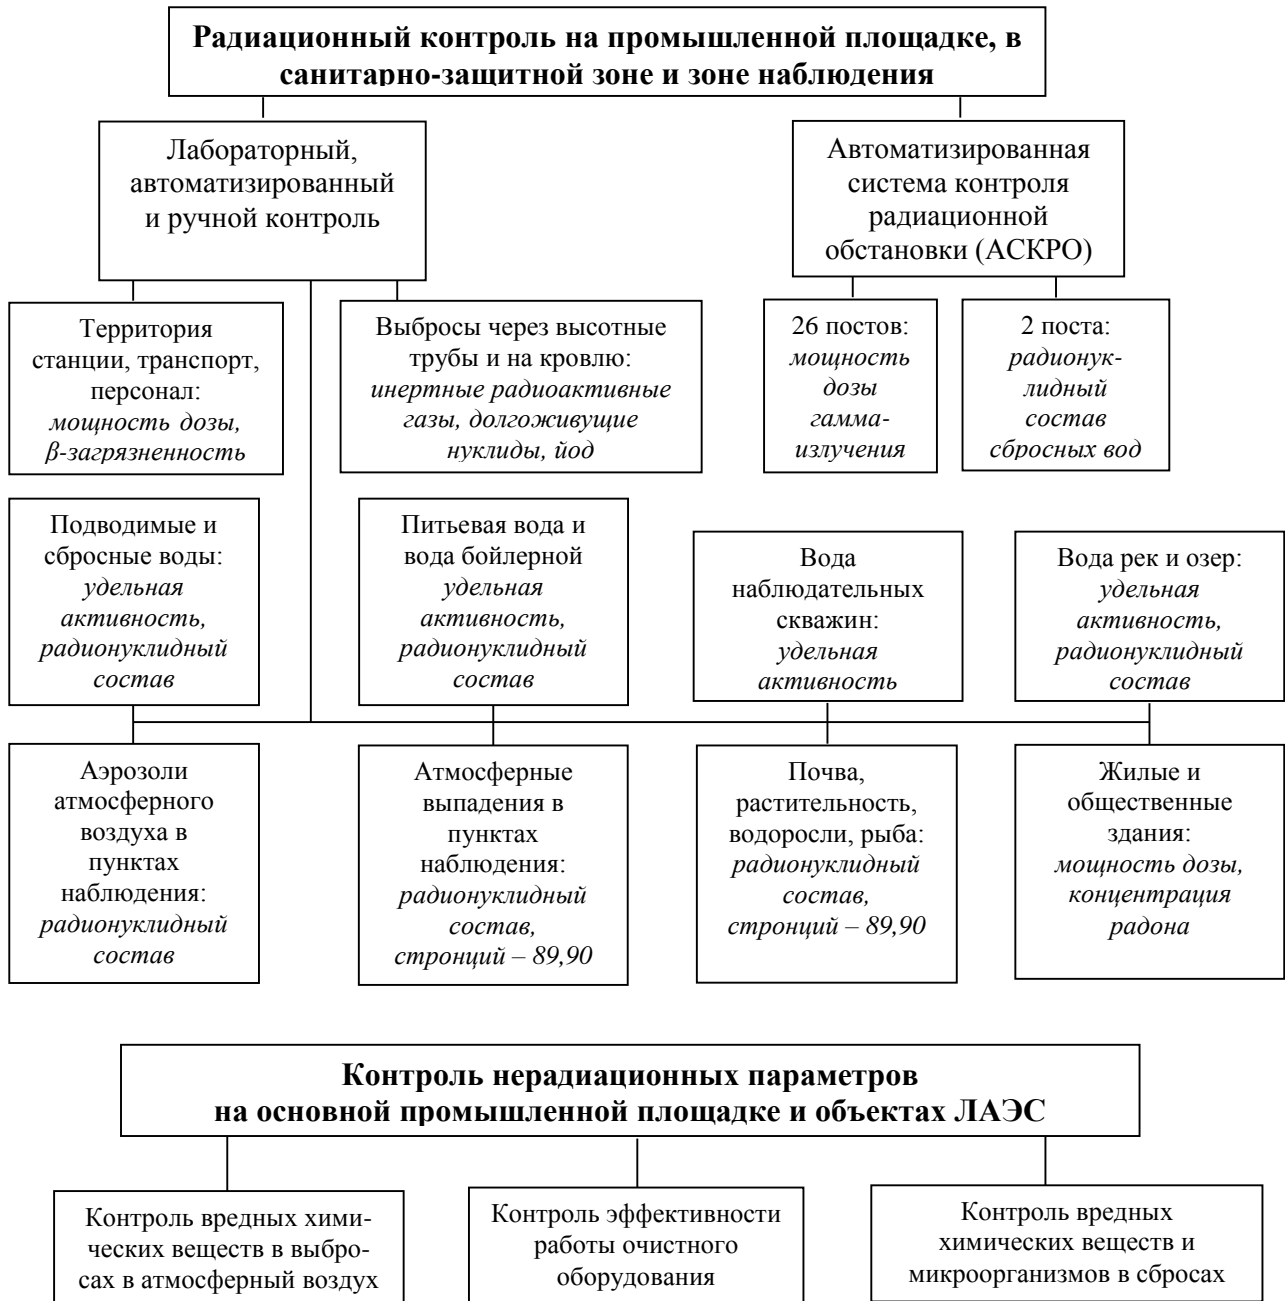 Радиационный контроль на промышленной площадке, в
санитарно-защитной зоне и зоне наблюдения
Лабораторный,
автоматизированный
и ручной контроль
Автоматизированная
система контроля
радиационной
обстановки (АСКРО)
Территория
станции, транспорт,
персонал:
мощность дозы,
β-загрязненность
Выбросы через высотные
трубы и на кровлю:
инертные радиоактивные
газы, долгоживущие
нуклиды, йод
26 постов:
мощность
дозы
гамма-
излучения
2 поста:
радионук-
лидный
состав
сбросных вод
Подводимые и
сбросные воды:
удельная
активность,
радионуклидный
состав
Питьевая вода и
вода бойлерной
удельная
активность,
радионуклидный
состав
Вода
наблюдательных
скважин:
удельная
активность
Вода рек и озер:
удельная
активность,
радионуклидный
состав
Аэрозоли
атмосферного
воздуха в
пунктах
наблюдения:
радионуклидный
состав
Атмосферные
выпадения в
пунктах
наблюдения:
радионуклидный
состав,
стронций – 89,90
Почва,
растительность,
водоросли, рыба:
радионуклидный
состав,
стронций – 89,90
Жилые и
общественные
здания:
мощность дозы,
концентрация
радона
Контроль нерадиационных параметров
на основной промышленной площадке и объектах ЛАЭС
Контроль вредных хими-
ческих веществ в выбро-
сах в атмосферный воздух
Контроль эффективности
работы очистного
оборудования
Контроль вредных
химических веществ и
микроорганизмов в сбросах